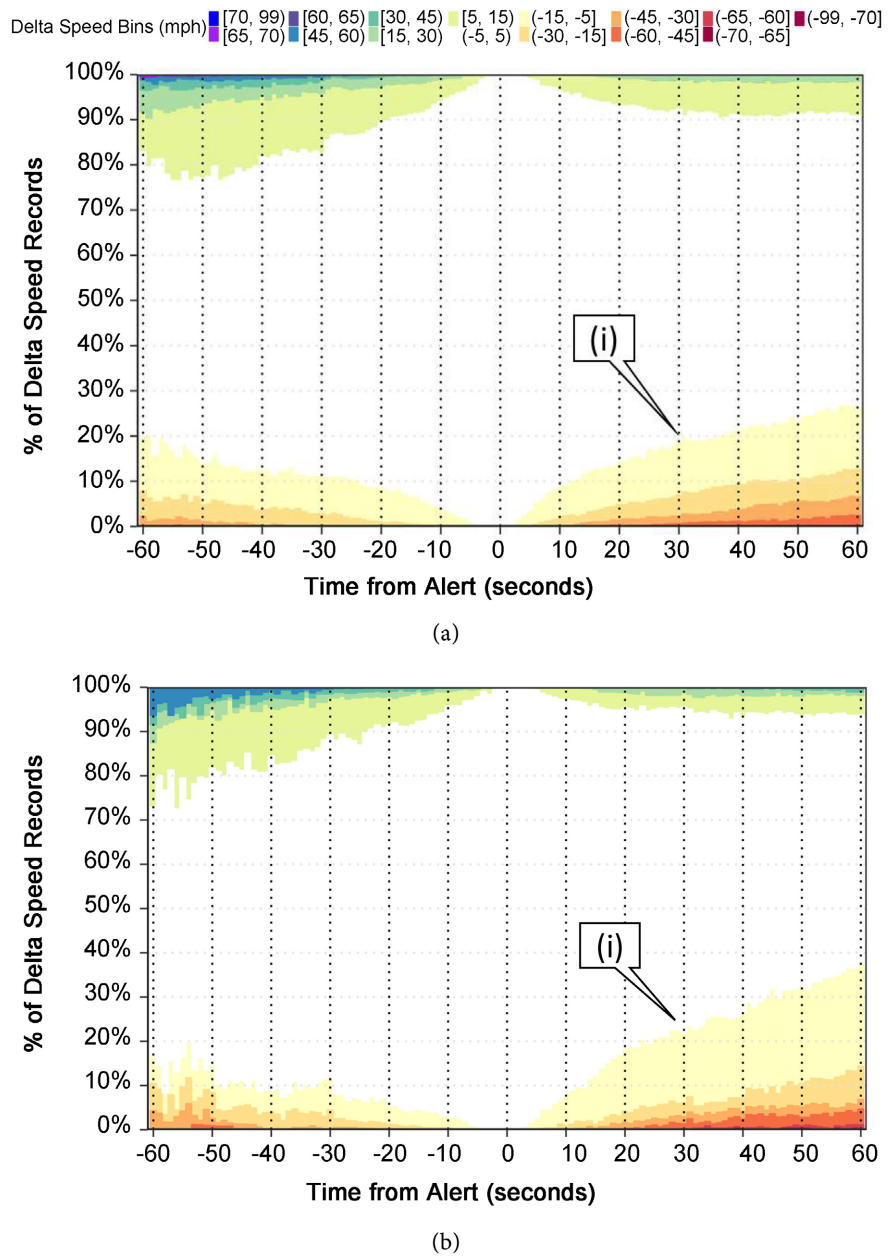 Delta Speed Bins (mph) [70, 99) [60, 65) [30, 45) [5, 15) (-15, -5] (-45, -30] (-65, -60] (-99, -70]
[65, 70) [45, 60) [15, 30) (-5, 5) (-30, -15] (-60, -45] (-70, -65]
100%
90%
80%
70%
60%
50%
40%
30%
20%
10%
0%
% of Delta Speed Records
(i)
-60 -50 -40 -30 -20 -10 0 10 20 30 40 50 60
Time from Alert (seconds)
(a)
100%
90%
80%
70%
60%
50%
40%
30%
20%
10%
0%
% of Delta Speed Records
(i)
-60 -50 -40 -30 -20 -10 0 10 20 30 40 50 60
Time from Alert (seconds)
(b)